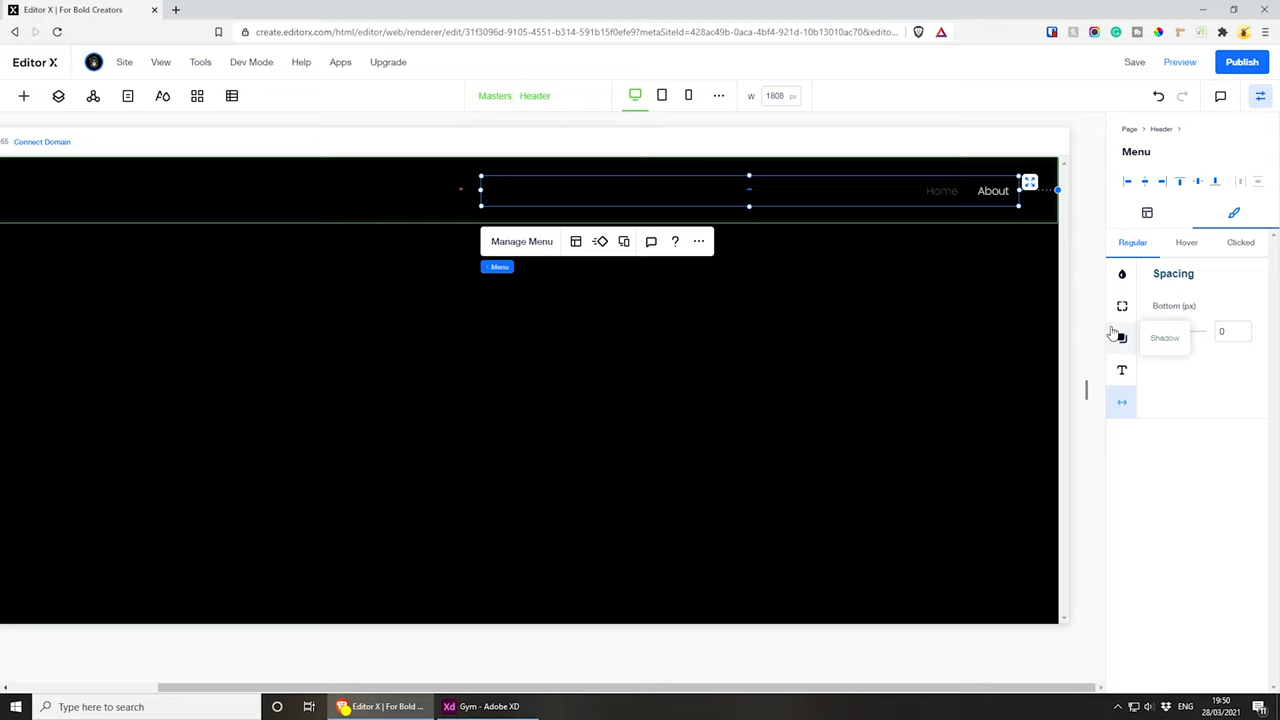 Editor X | For Bold Creators
create.editorx.com/html/editor/web/renderer/edit/31f3096d-9105-4551-b314-591b15f0efe9?metaSiteId=428ac49b-0aca-4bf4-921d-10b13010ac70&edito...
Editor X
Site
View
Tools
Dev Mode
Help
Apps
Upgrade
Save
Preview
Publish
Masters: Header
W 1808 px
65 Connect Domain
Page > Header >
Menu
Home
About
Manage Menu
Menu
Regular
Hover
Clicked
Spacing
Bottom (px)
0
Shadow
Type here to search
Editor X | For Bold ...
Gym - Adobe XD
19:50
28/03/2021